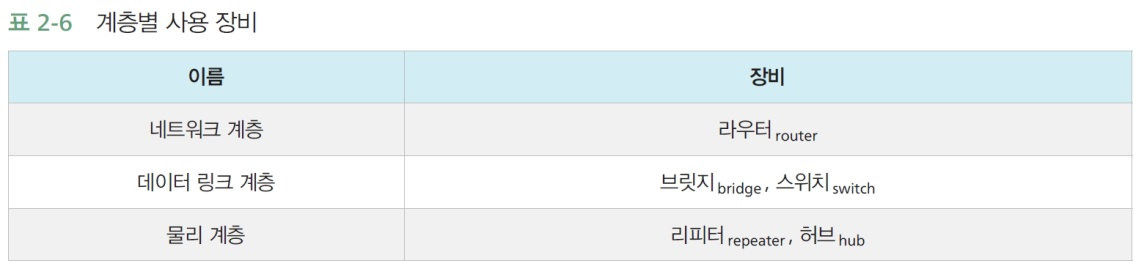 표 2-6 계층별 사용 장비
이름 장비
네트워크 계층 라우터 router
데이터 링크 계층 브릿지 bridge, 스위치 switch
물리 계층 리피터 repeater, 허브 hub